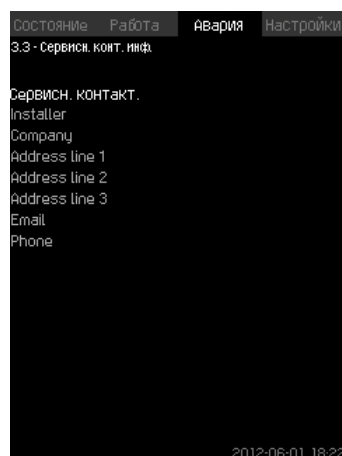 Состояние Работа Авария Настройки
3.3 - Сервисн. конт. инф.
Сервисн. контакт.
Installer
Company
Address line 1
Address line 2
Address line 3
Email
Phone
2012-06-01 18:22